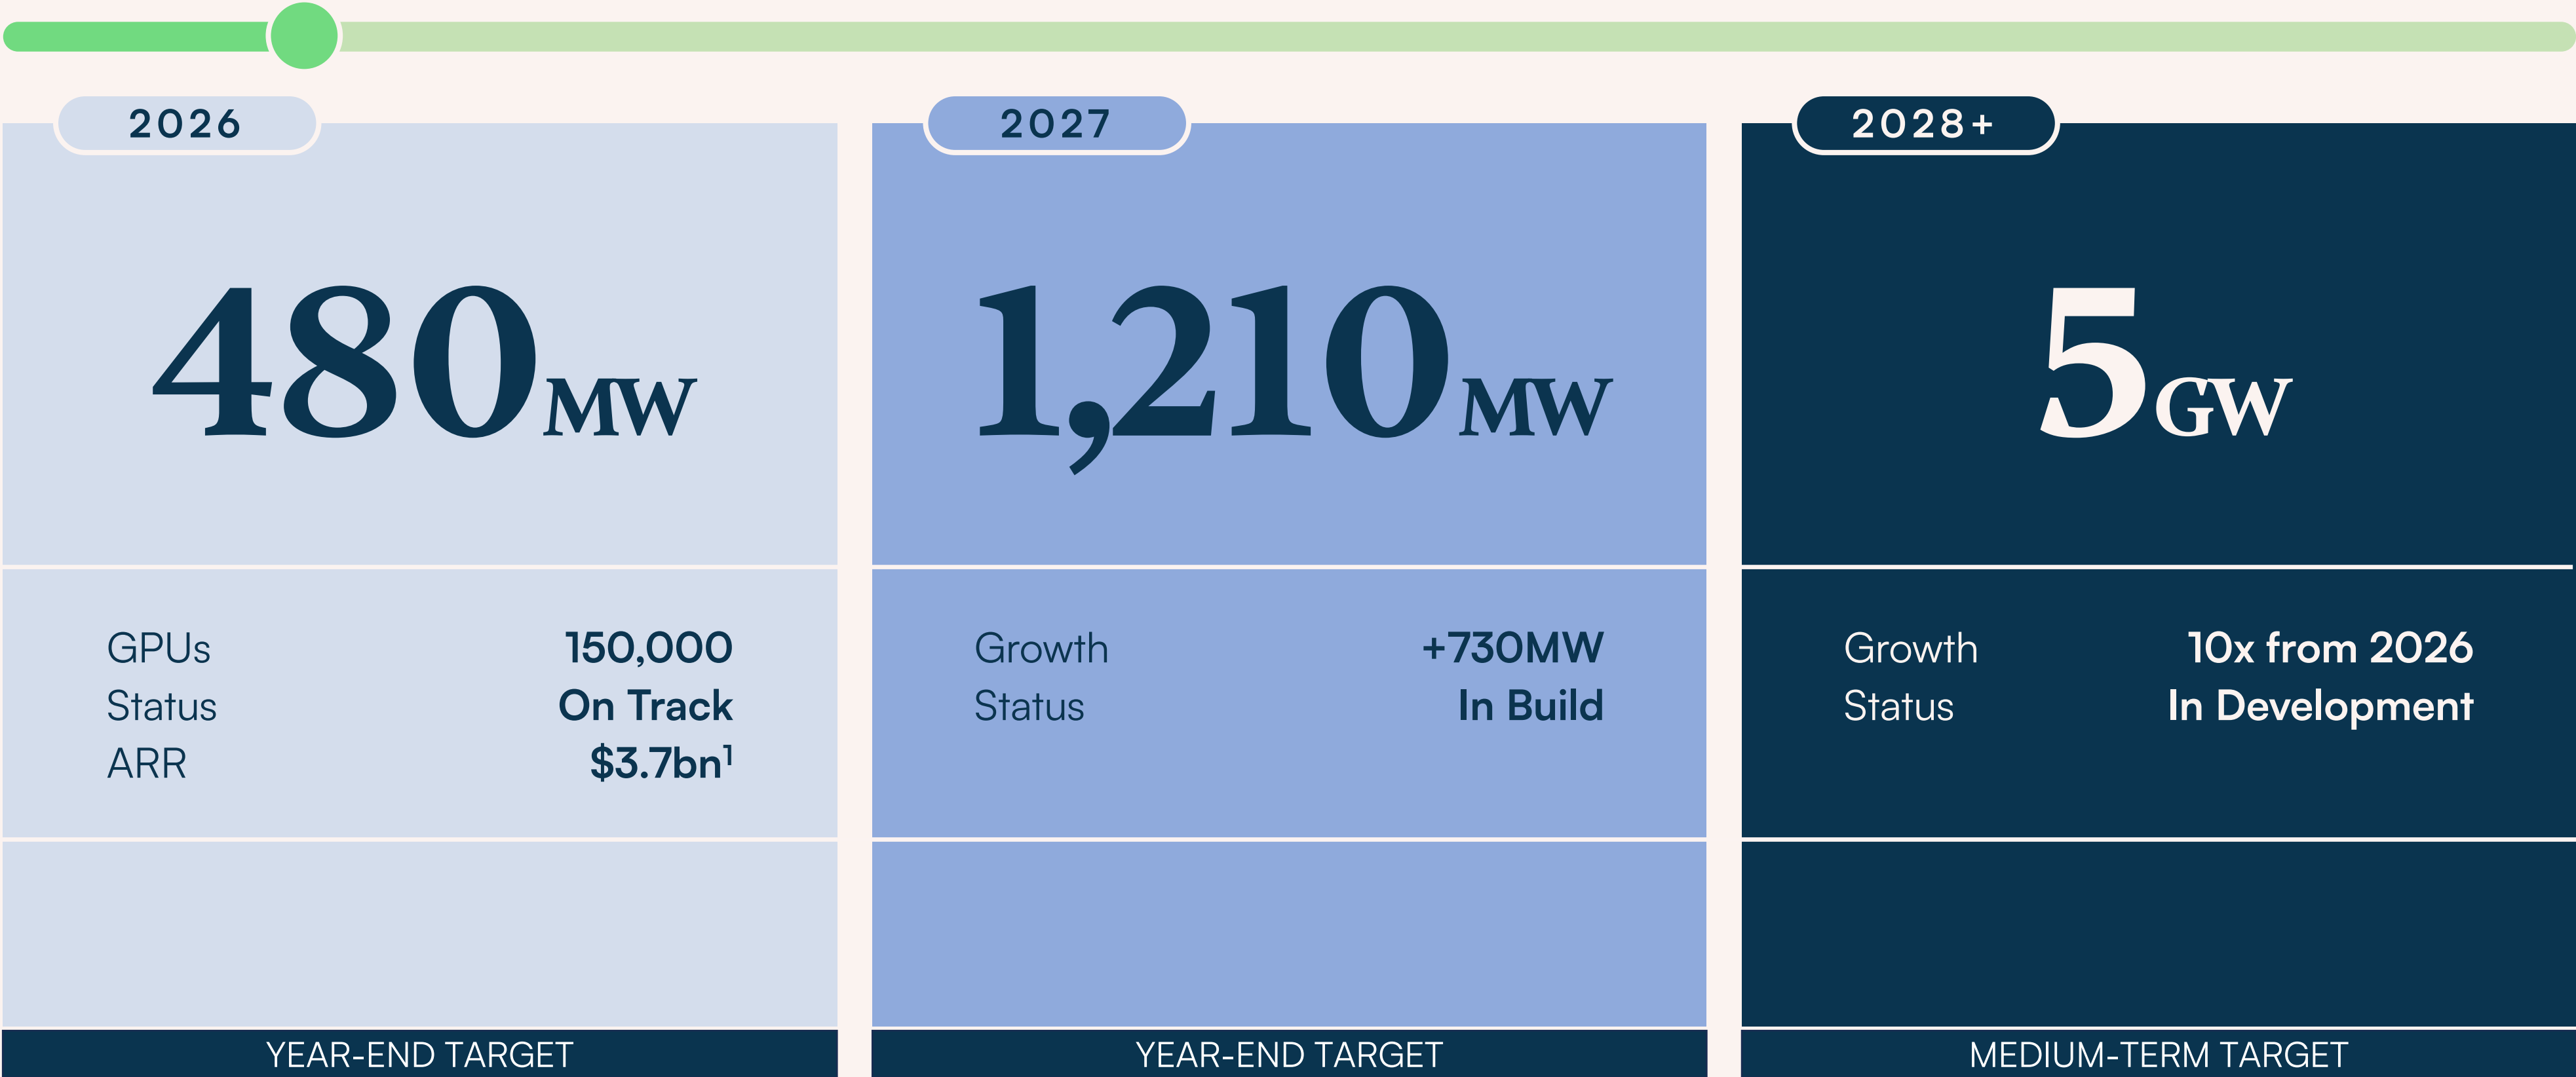 2026
480MW
GPUs 150,000
Status On Track
ARR $3.7bn¹
YEAR-END TARGET
2027
1,210MW
Growth +730MW
Status In Build
YEAR-END TARGET
2028+
5GW
Growth 10x from 2026
Status In Development
MEDIUM-TERM TARGET